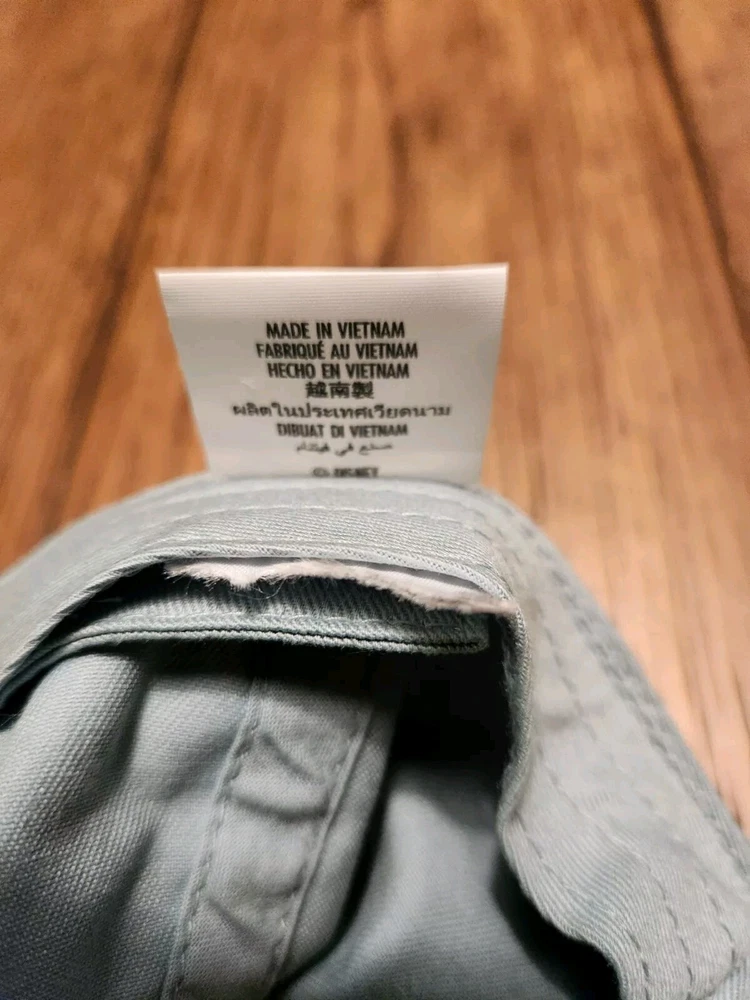 MADE IN VIETNAM
FABRIQUÉ AU VIETNAM
HECHO EN VIETNAM
越南製
ผลิตในประเทศเวียดนาม
DIBUAT DI VIETNAM
صنع في فيتنام
© DISNEY